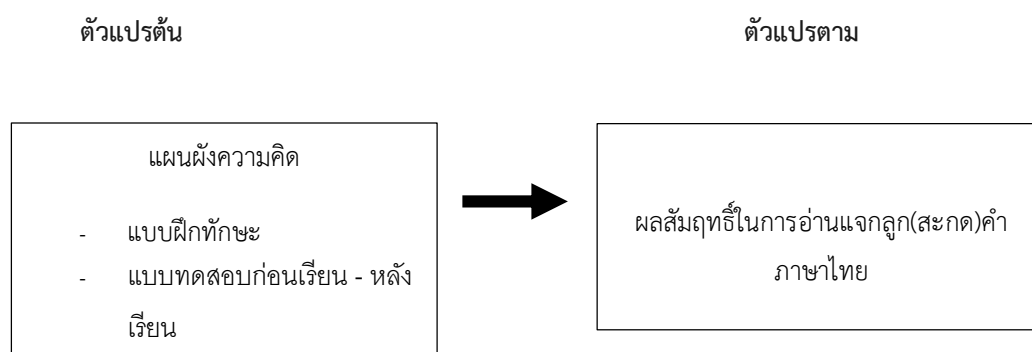 ตัวแปรต้น
ตัวแปรตาม
แผนผังความคิด
- แบบฝึกทักษะ
- แบบทดสอบก่อนเรียน - หลัง
เรียน
ผลสัมฤทธิ์ในการอ่านแจกลูก(สะกด)คำ
ภาษาไทย